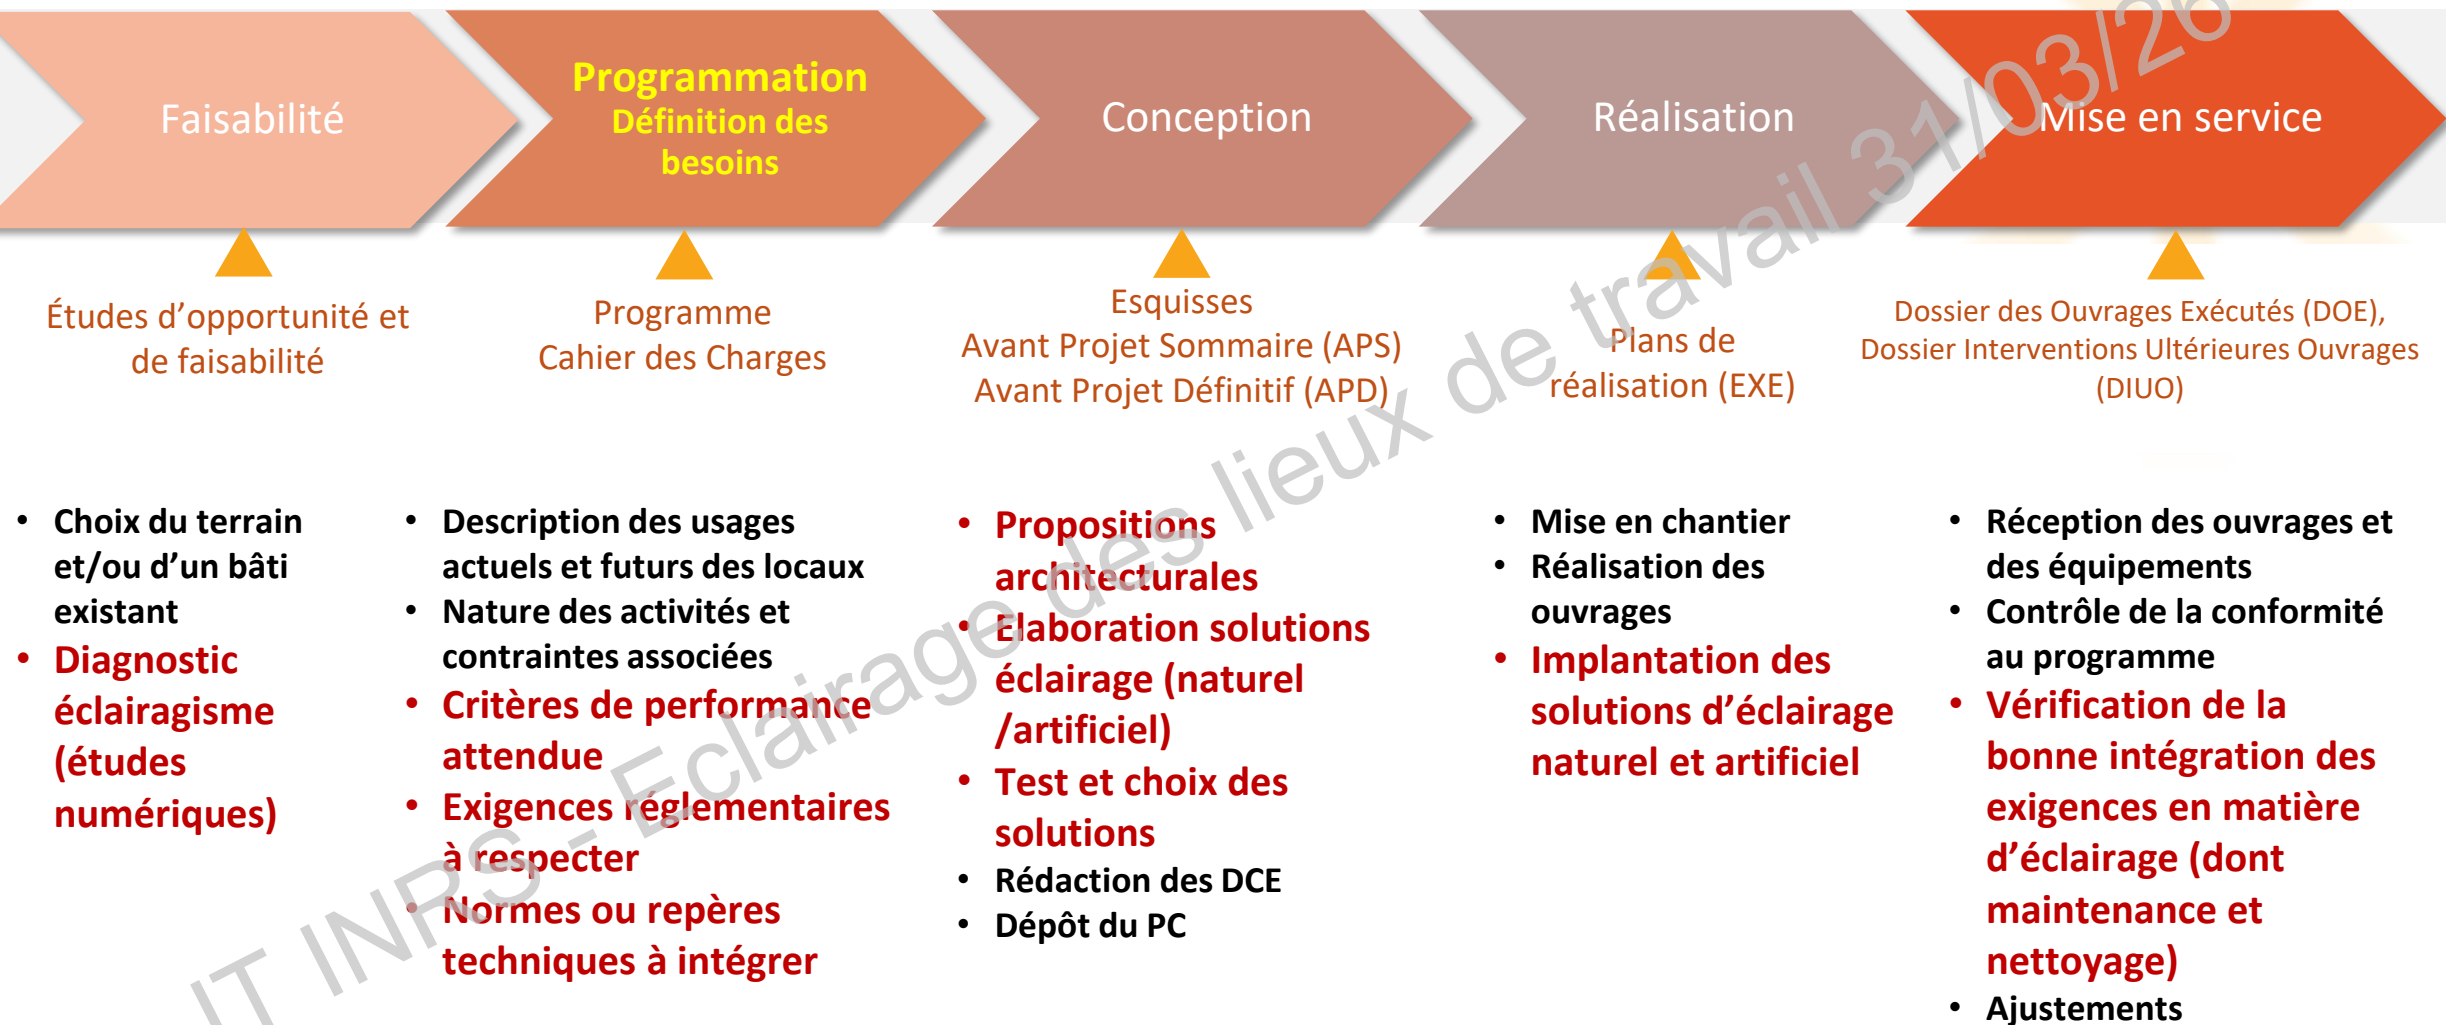 Faisabilité
Programmation
Définition des
besoins
Conception
Réalisation
Mise en service
Études d’opportunité et
de faisabilité
Programme
Cahier des Charges
Esquisses
Avant Projet Sommaire (APS)
Avant Projet Définitif (APD)
Plans de
réalisation (EXE)
Dossier des Ouvrages Exécutés (DOE),
Dossier Interventions Ultérieures Ouvrages
(DIUO)
• Choix du terrain
et/ou d’un bâti
existant
• Diagnostic
éclairagisme
(études
numériques)
• Description des usages
actuels et futurs des locaux
• Nature des activités et
contraintes associées
• Critères de performance
attendue
• Exigences réglementaires
à respecter
• Normes ou repères
techniques à intégrer
• Propositions
architecturales
• Elaboration solutions
éclairage (naturel
/artificiel)
• Test et choix des
solutions
• Rédaction des DCE
• Dépôt du PC
• Mise en chantier
• Réalisation des
ouvrages
• Implantation des
solutions d’éclairage
naturel et artificiel
• Réception des ouvrages et
des équipements
• Contrôle de la conformité
au programme
• Vérification de la
bonne intégration des
exigences en matière
d’éclairage (dont
maintenance et
nettoyage)
• Ajustements
IT INRS - Eclairage des lieux de travail 31/03/26